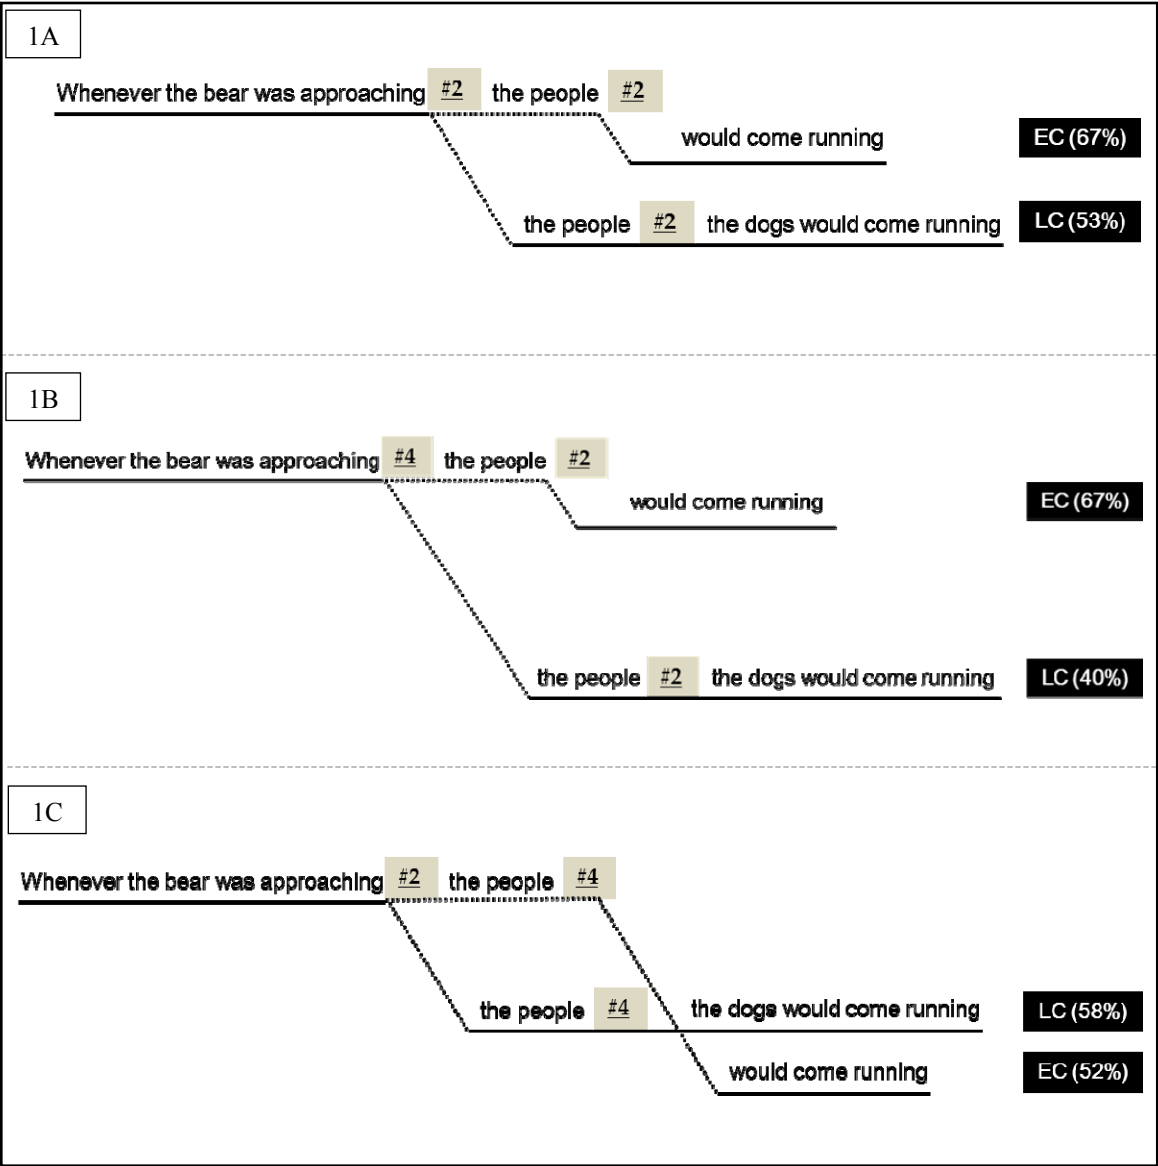 1A
Whenever the bear was approaching #2 the people #2
would come running EC (67%)
the people #2 the dogs would come running LC (53%)
1B
Whenever the bear was approaching #4 the people #2
would come running EC (67%)
the people #2 the dogs would come running LC (40%)
1C
Whenever the bear was approaching #2 the people #4
the people #4 the dogs would come running LC (58%)
would come running EC (52%)